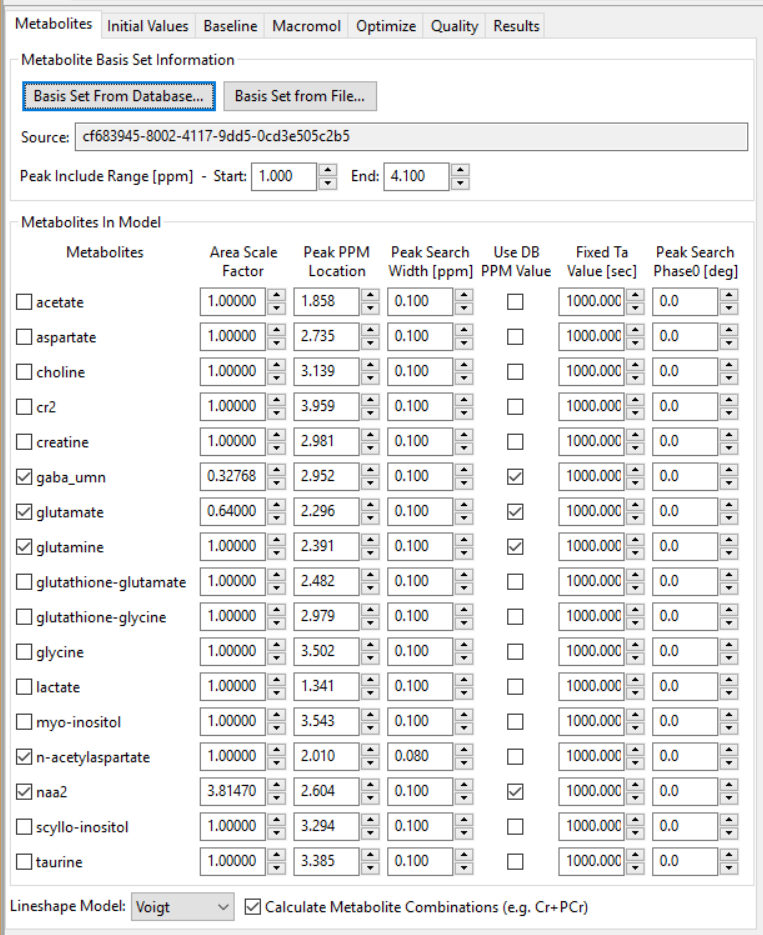 Metabolites Initial Values Baseline Macromol Optimize Quality Results
Metabolite Basis Set Information
Basis Set From Database... Basis Set from File...
Source: cf683945-8002-4117-9dd5-0cd3e505c2b5
Peak Include Range [ppm] - Start: 1.000 End: 4.100
Metabolites In Model
Metabolites Area Scale Peak PPM Peak Search Use DB Fixed Ta Peak Search
Factor Location Width [ppm] PPM Value Value [sec] Phase0 [deg]
acetate 1.00000 1.858 0.100 1000.000 0.0
aspartate 1.00000 2.735 0.100 1000.000 0.0
choline 1.00000 3.139 0.100 1000.000 0.0
cr2 1.00000 3.959 0.100 1000.000 0.0
creatine 1.00000 2.981 0.100 1000.000 0.0
gaba_umn 0.32768 2.952 0.100 1000.000 0.0
glutamate 0.64000 2.296 0.100 1000.000 0.0
glutamine 1.00000 2.391 0.100 1000.000 0.0
glutathione-glutamate 1.00000 2.482 0.100 1000.000 0.0
glutathione-glycine 1.00000 2.979 0.100 1000.000 0.0
glycine 1.00000 3.502 0.100 1000.000 0.0
lactate 1.00000 1.341 0.100 1000.000 0.0
myo-inositol 1.00000 3.543 0.100 1000.000 0.0
n-acetylaspartate 1.00000 2.010 0.080 1000.000 0.0
naa2 3.81470 2.604 0.100 1000.000 0.0
scyllo-inositol 1.00000 3.294 0.100 1000.000 0.0
taurine 1.00000 3.385 0.100 1000.000 0.0
Lineshape Model: Voigt Calculate Metabolite Combinations (e.g. Cr+PCr)